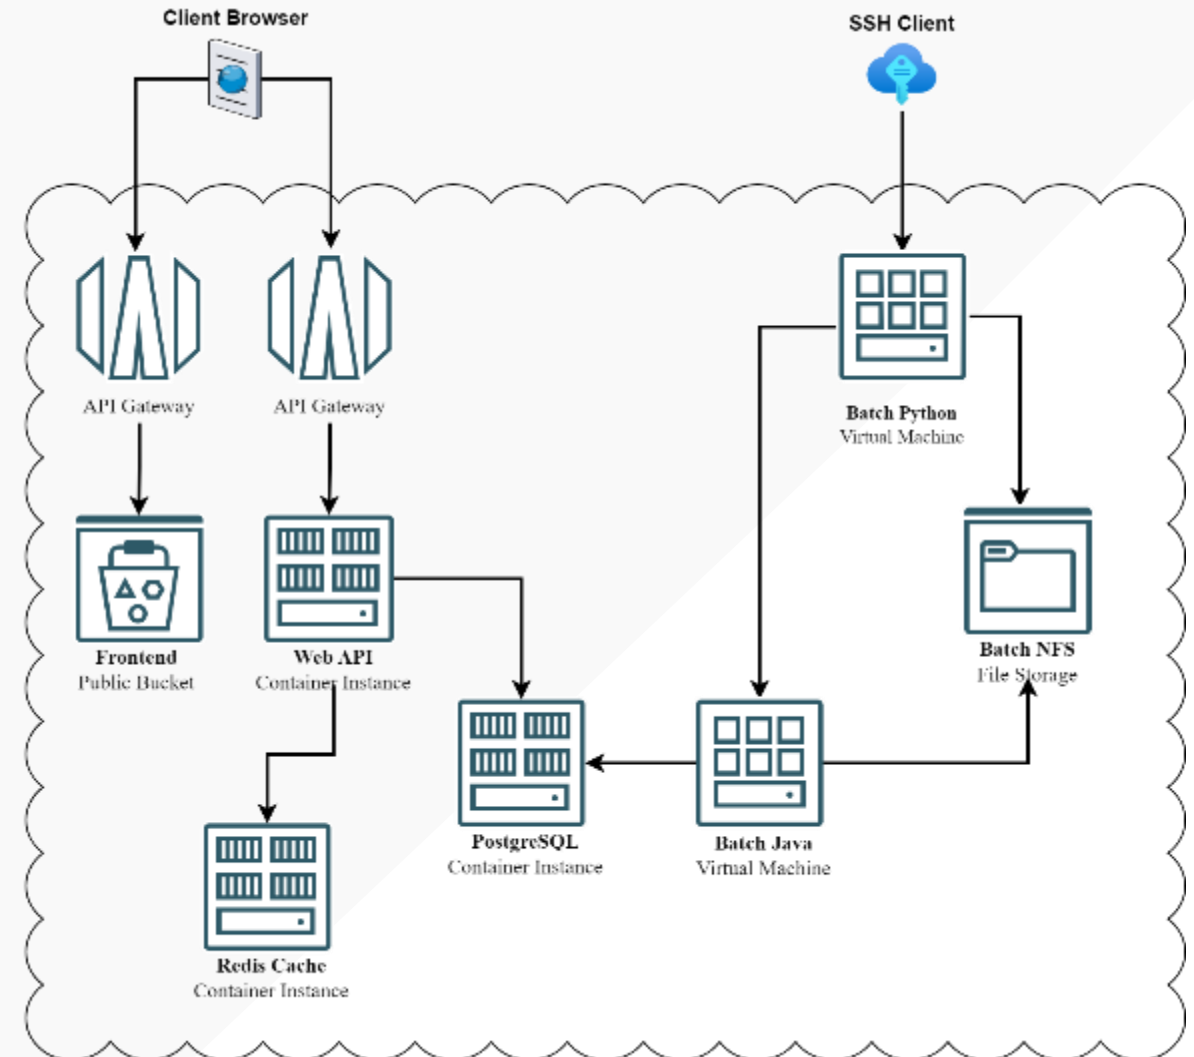 Client Browser
SSH Client
API Gateway
API Gateway
Batch Python
Virtual Machine
Frontend
Public Bucket
Web API
Container Instance
Batch NFS
File Storage
PostgreSQL
Container Instance
Batch Java
Virtual Machine
Redis Cache
Container Instance